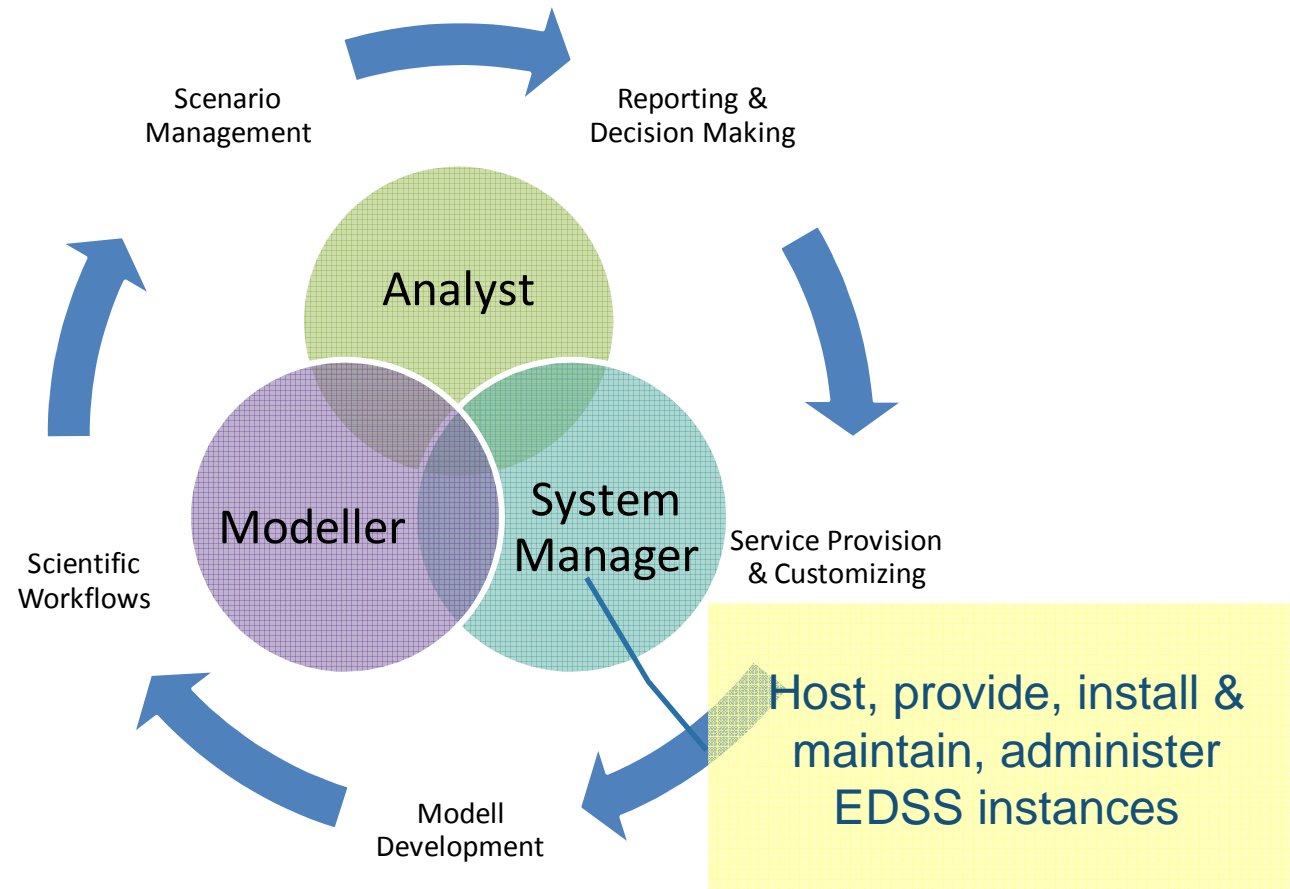 Scenario
Management
Reporting &
Decision Making
Analyst
Modeller
System
Manager
Service Provision
& Customizing
Scientific
Workflows
Host, provide, install &
maintain, administer
EDSS instances
Modell
Development